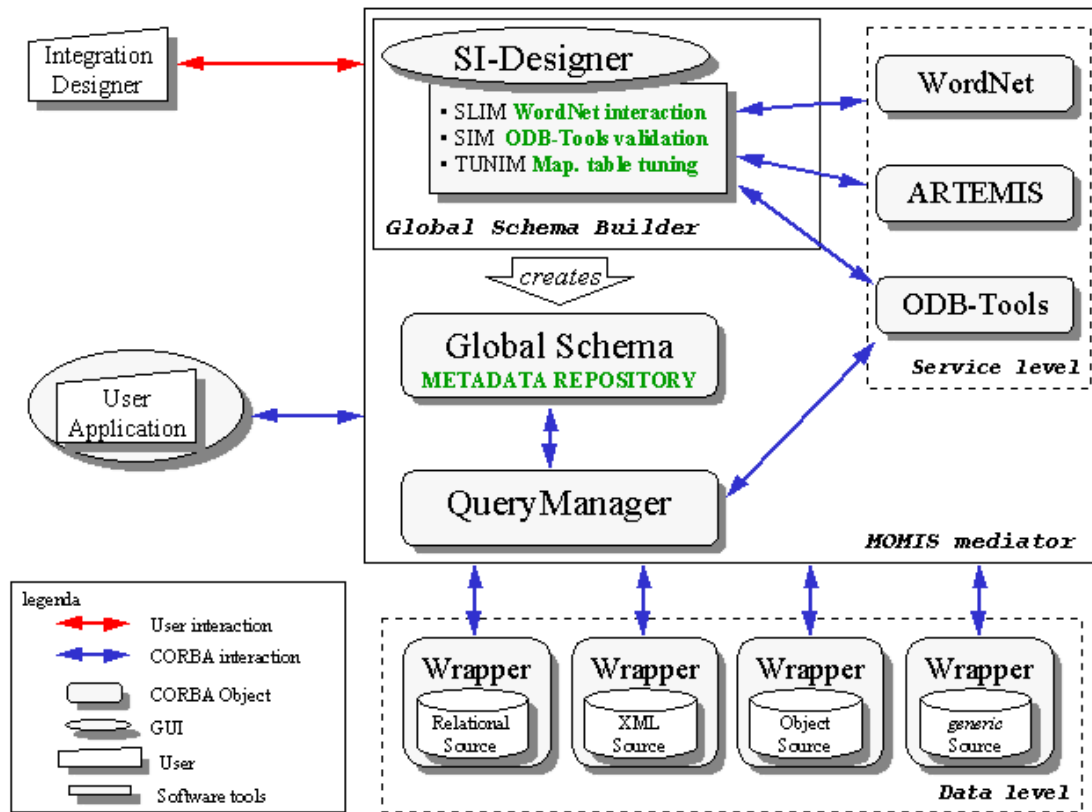 Integration
Designer
SI-Designer
▪ SLIM WordNet interaction
▪ SIM ODB-Tools validation
▪ TUNIM Map. table tuning
Global Schema Builder
WordNet
ARTEMIS
ODB-Tools
Service level
creates
Global Schema
METADATA REPOSITORY
User
Application
QueryManager
MOMIS mediator
legenda
User interaction
CORBA interaction
CORBA Object
GUI
User
Software tools
Wrapper
Relational
Source
Wrapper
XML
Source
Wrapper
Object
Source
Wrapper
generic
Source
Data level